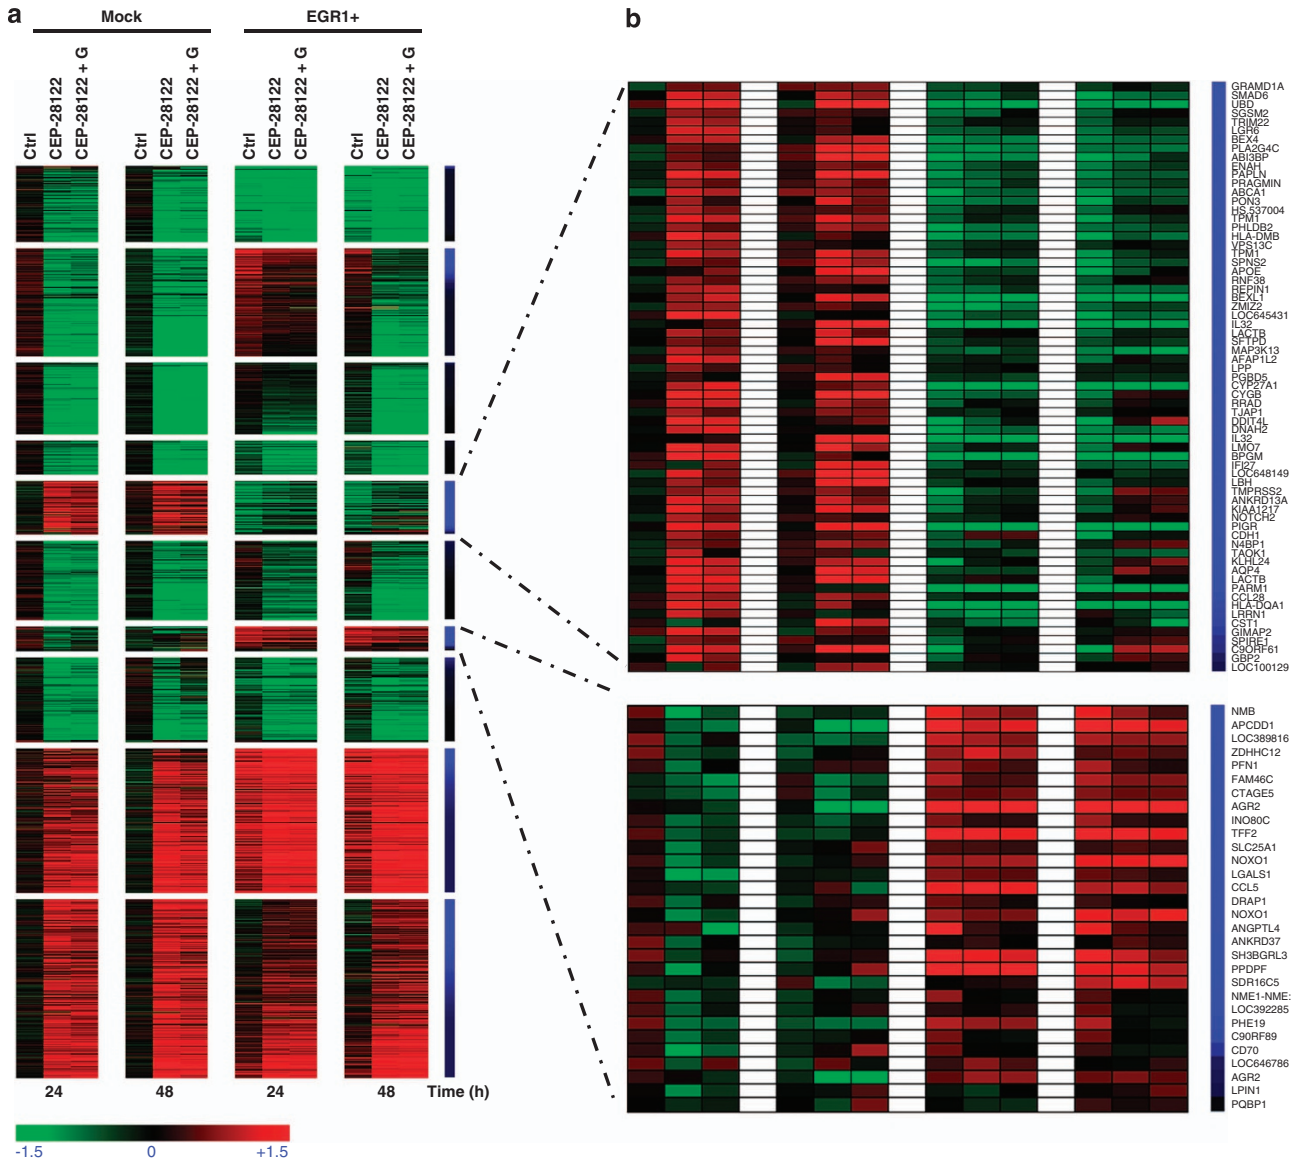 a
Mock
EGR1+
Ctrl
CEP-28122
CEP-28122 + G
Ctrl
CEP-28122
CEP-28122 + G
Ctrl
CEP-28122
CEP-28122 + G
Ctrl
CEP-28122
CEP-28122 + G
24
48
24
48
Time (h)
-1.5
0
+1.5
b
GRAMD1A
SMAD6
UBD
SGSM2
TRIM22
LGR6
BEX4
PLA2G4C
ABI3BP
ENAH
PAPLN
PRAGMIN
ABCA1
PON3
HS.537004
TPM1
PHLDB2
HLA-DMB
VPS13C
TPM1
SPNS2
APOE
RNF38
REPIN1
BEXL1
ZMIZ2
LOC645431
IL32
LACTB
SFTPD
MAP3K13
AFAP1L2
LPP
PGBD5
CYP27A1
CYGB
RRAD
TJAP1
DDIT4L
DNAH2
IL32
LMO7
BPGM
IFI27
LOC648149
LBH
TMPRSS2
ANKRD13A
KIAA1217
NOTCH2
PIGR
CDH1
N4BP1
TAOK1
KLHL24
AQP4
LACTB
PARM1
CCL28
HLA-DQA1
LRRN1
CST1
GIMAP2
SPIRE1
C9ORF61
GBP2
LOC100129
NMB
APCDD1
LOC389816
ZDHHC12
PFN1
FAM46C
CTAGE5
AGR2
INO80C
TFF2
SLC25A1
NOXO1
LGALS1
CCL5
DRAP1
NOXO1
ANGPTL4
ANKRD37
SH3BGRL3
PPDPF
SDR16C5
NME1-NME:
LOC392285
PHE19
C90RF89
CD70
LOC646786
AGR2
LPIN1
PQBP1